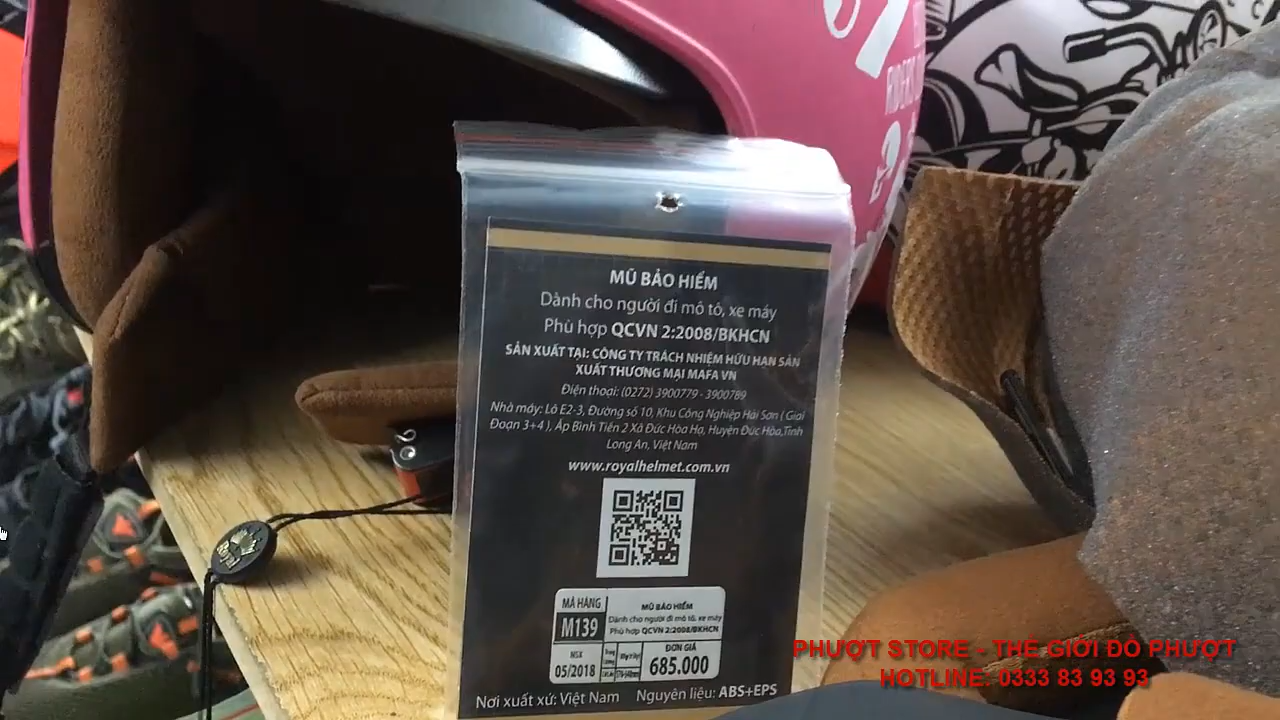 RIDERS
MŨ BẢO HIỂM
Dành cho người đi mô tô, xe máy
Phù hợp QCVN 2:2008/BKHCN
SẢN XUẤT TẠI: CÔNG TY TRÁCH NHIỆM HỮU HẠN SẢN
XUẤT THƯƠNG MẠI MAFA VN
Điện thoại: (0272) 3900779 - 3900789
Nhà máy: Lô E2-3, Đường số 10, Khu Công Nghiệp Hải Sơn ( Giai
Đoạn 3+4 ), Ấp Bình Tiền 2 Xã Đức Hòa Hạ, Huyện Đức Hòa,Tỉnh
Long An, Việt Nam
www.royalhelmet.com.vn
Royal
MÃ HÀNG
M139
NSX
05/2018
MŨ BẢO HIỂM
Dành cho người đi mô tô, xe máy
Phù hợp QCVN 2:2008/BKHCN
ĐƠN GIÁ
685.000
Nơi xuất xứ: Việt Nam Nguyên liệu: ABS+EPS
PHƯỢT STORE - THẾ GIỚI ĐỒ PHƯỢT
HOTLINE: 0333 83 93 93